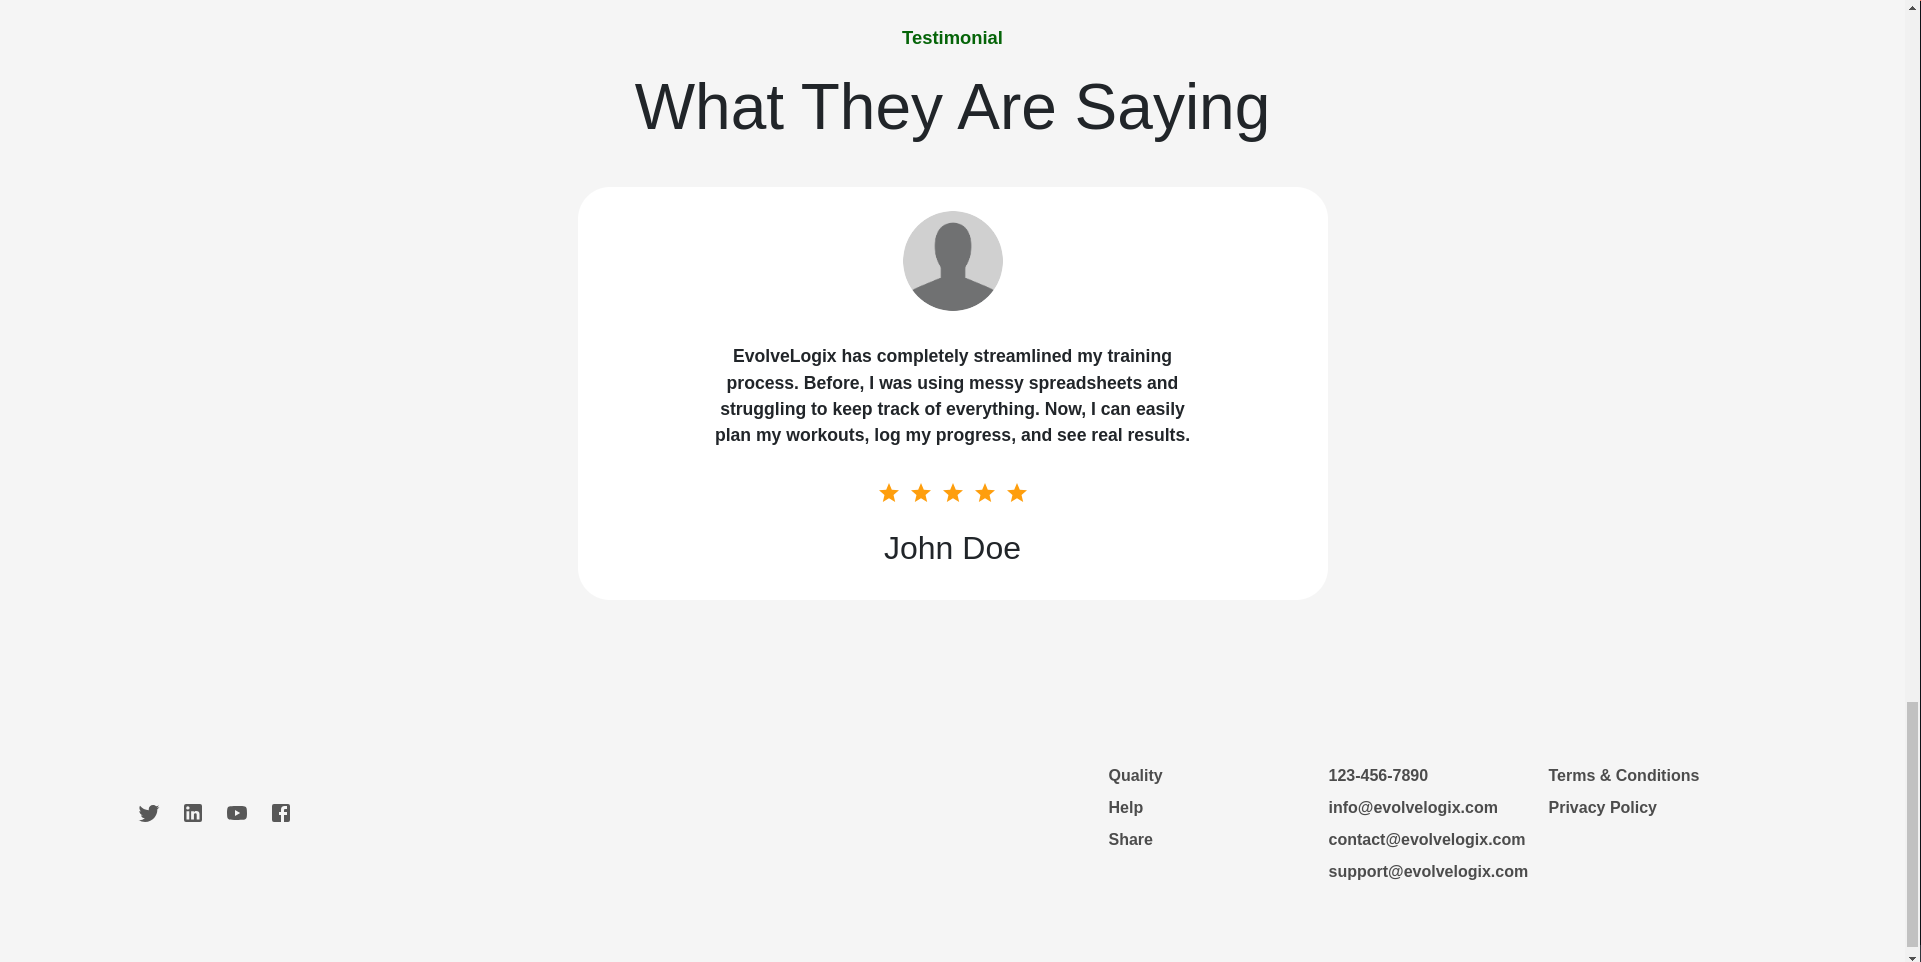 Testimonial
What They Are Saying
EvolveLogix has completely streamlined my training
process. Before, I was using messy spreadsheets and
struggling to keep track of everything. Now, I can easily
plan my workouts, log my progress, and see real results.
John Doe
Quality
Help
Share
123-456-7890
info@evolvelogix.com
contact@evolvelogix.com
support@evolvelogix.com
Terms & Conditions
Privacy Policy